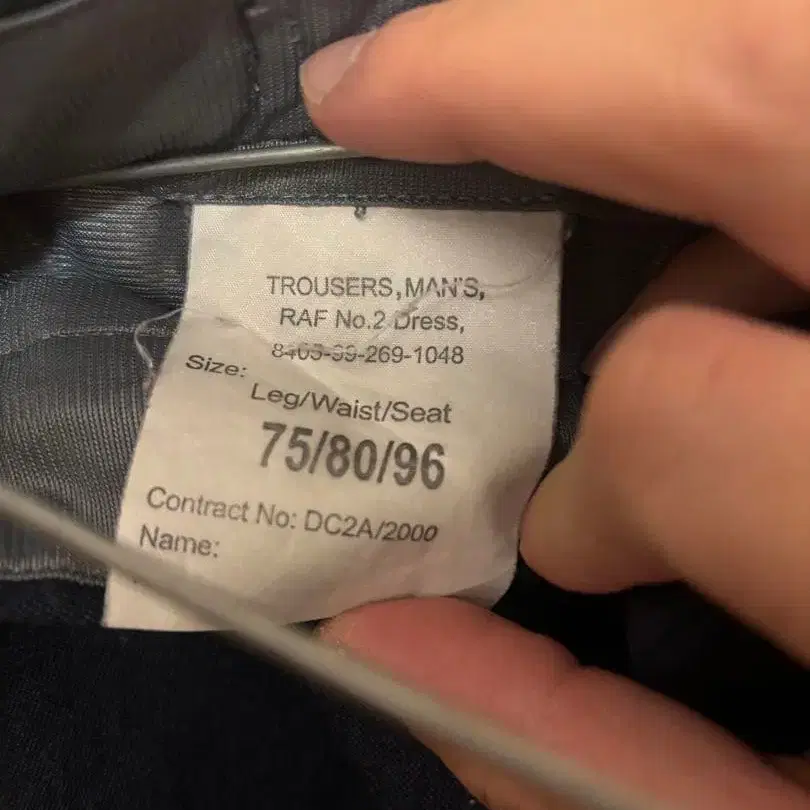 TROUSERS,MAN'S,
RAF No.2 Dress,
8405-99-269-1048
Size:
Leg/Waist/Seat
75/80/96
Contract No: DC2A/2000
Name: